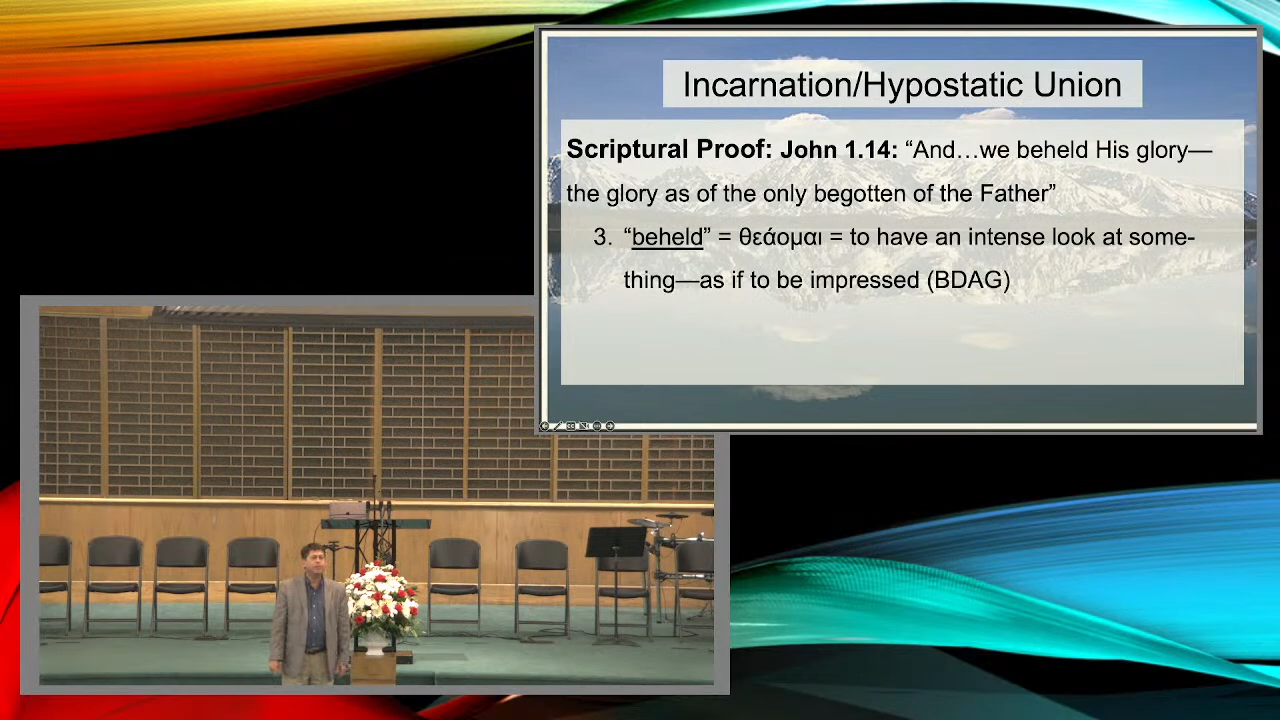 Incarnation/Hypostatic Union
Scriptural Proof: John 1.14: “And…we beheld His glory—
the glory as of the only begotten of the Father”
3. “beheld” = θεάομαι = to have an intense look at some-
thing—as if to be impressed (BDAG)